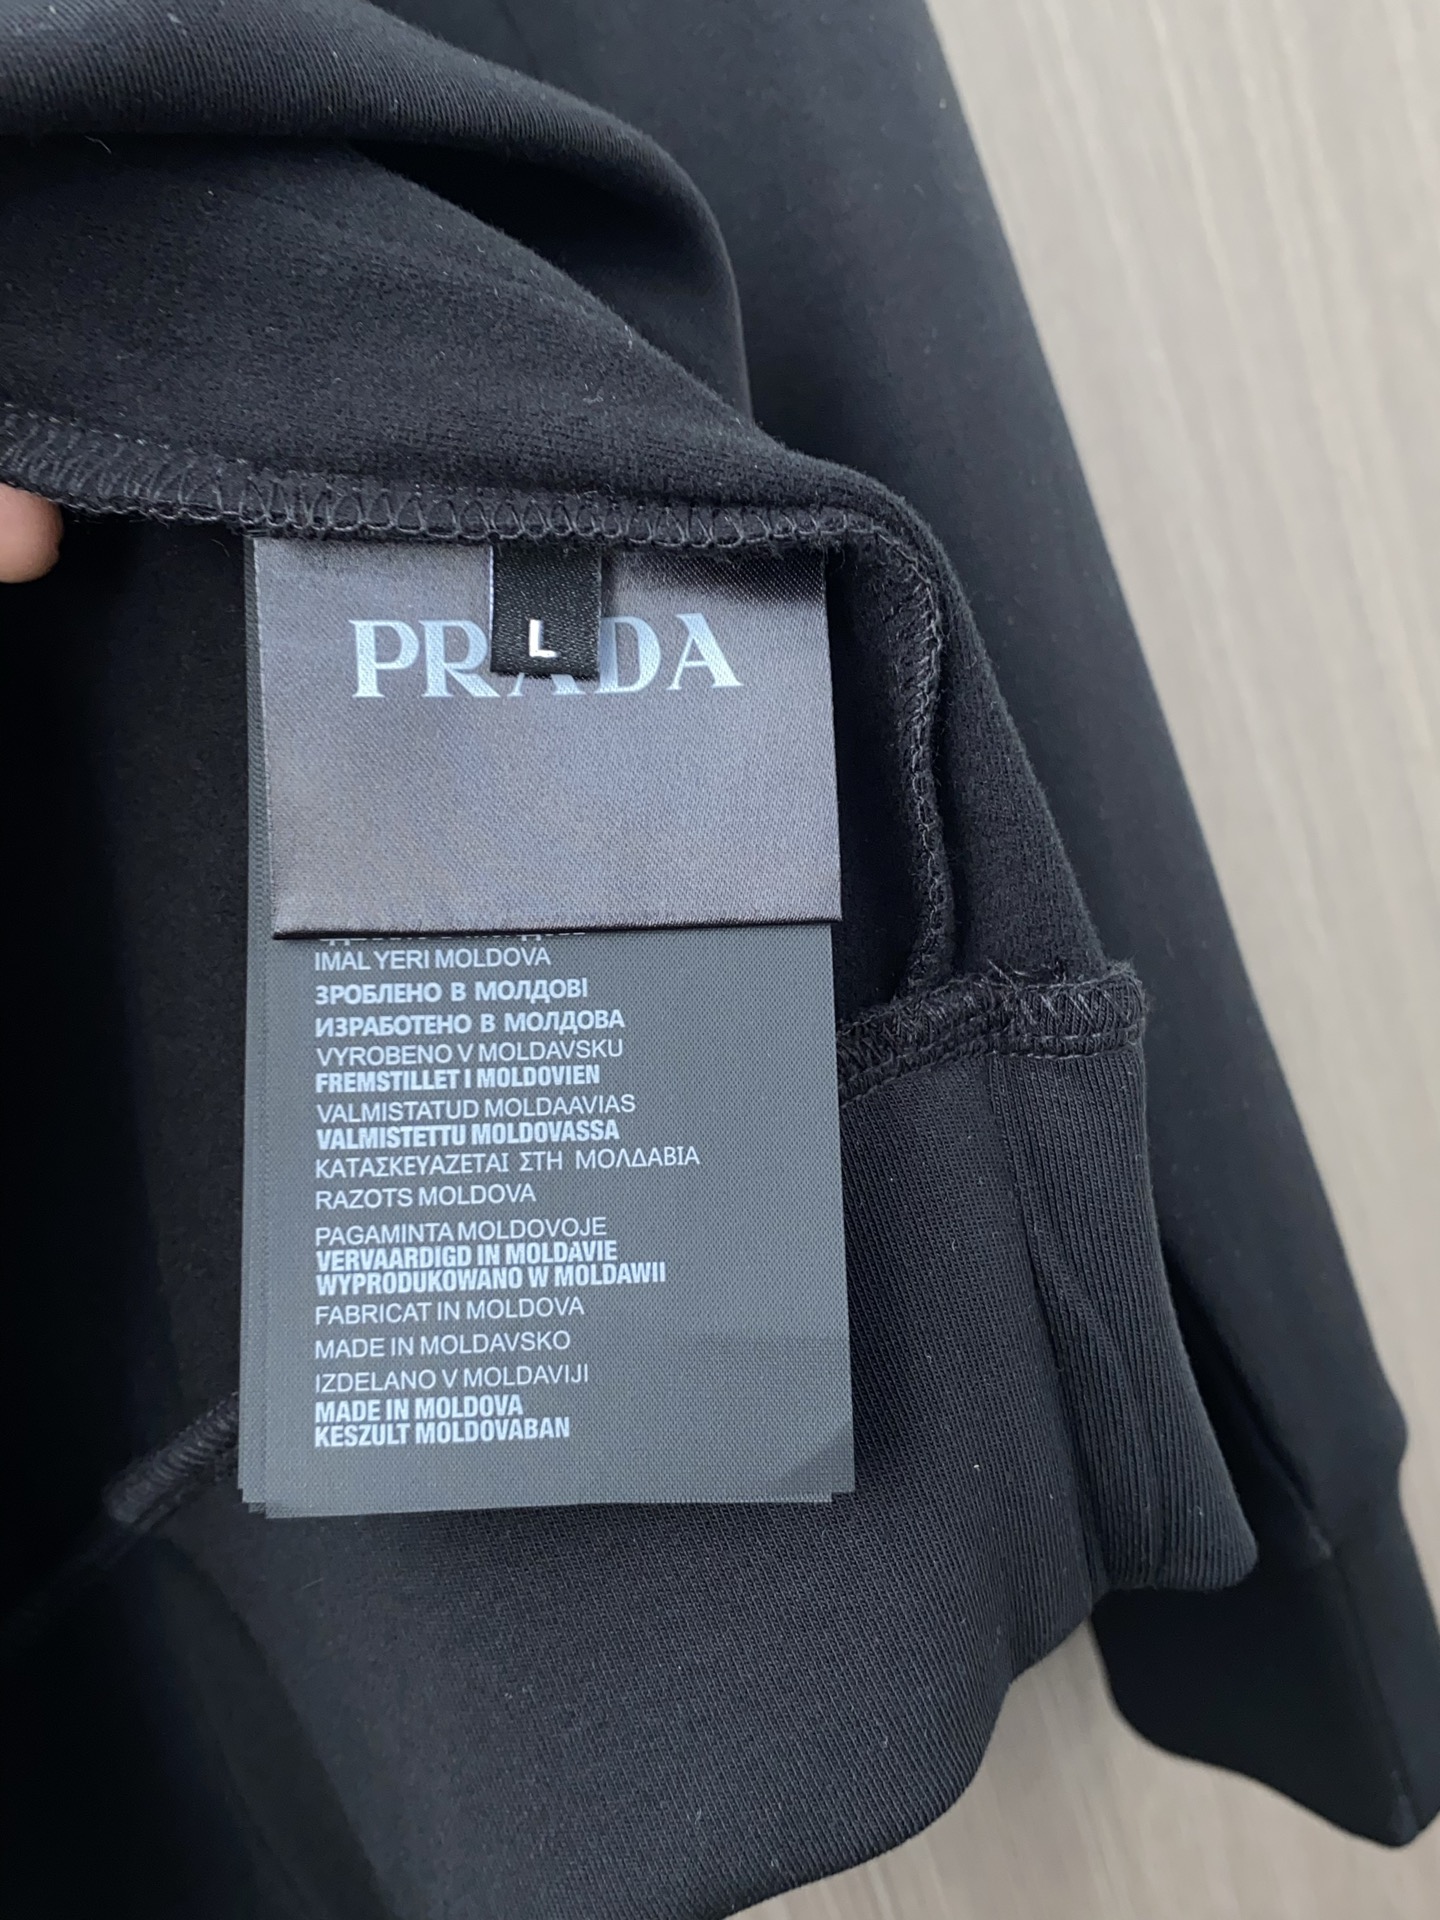 L
PRADA
IMAL YERI MOLDOVA
ЗРОБЛЕНО В МОЛДОВІ
ИЗРАБОТЕНО В МОЛДОВА
VYROBENO V MOLDAVSKU
FREMSTILLET I MOLDOVIEN
VALMISTATUD MOLDAAVIAS
VALMISTETTU MOLDOVASSA
ΚΑΤΑΣΚΕΥΑΖΕΤΑΙ ΣΤΗ ΜΟΛΔΑΒΙΑ
RAZOTS MOLDOVA
PAGAMINTA MOLDOVOJE
VERVAARDIGD IN MOLDAVIE
WYPRODUKOWANO W MOLDAWII
FABRICAT IN MOLDOVA
MADE IN MOLDAVSKO
IZDELANO V MOLDAVIJI
MADE IN MOLDOVA
KESZULT MOLDOVABAN